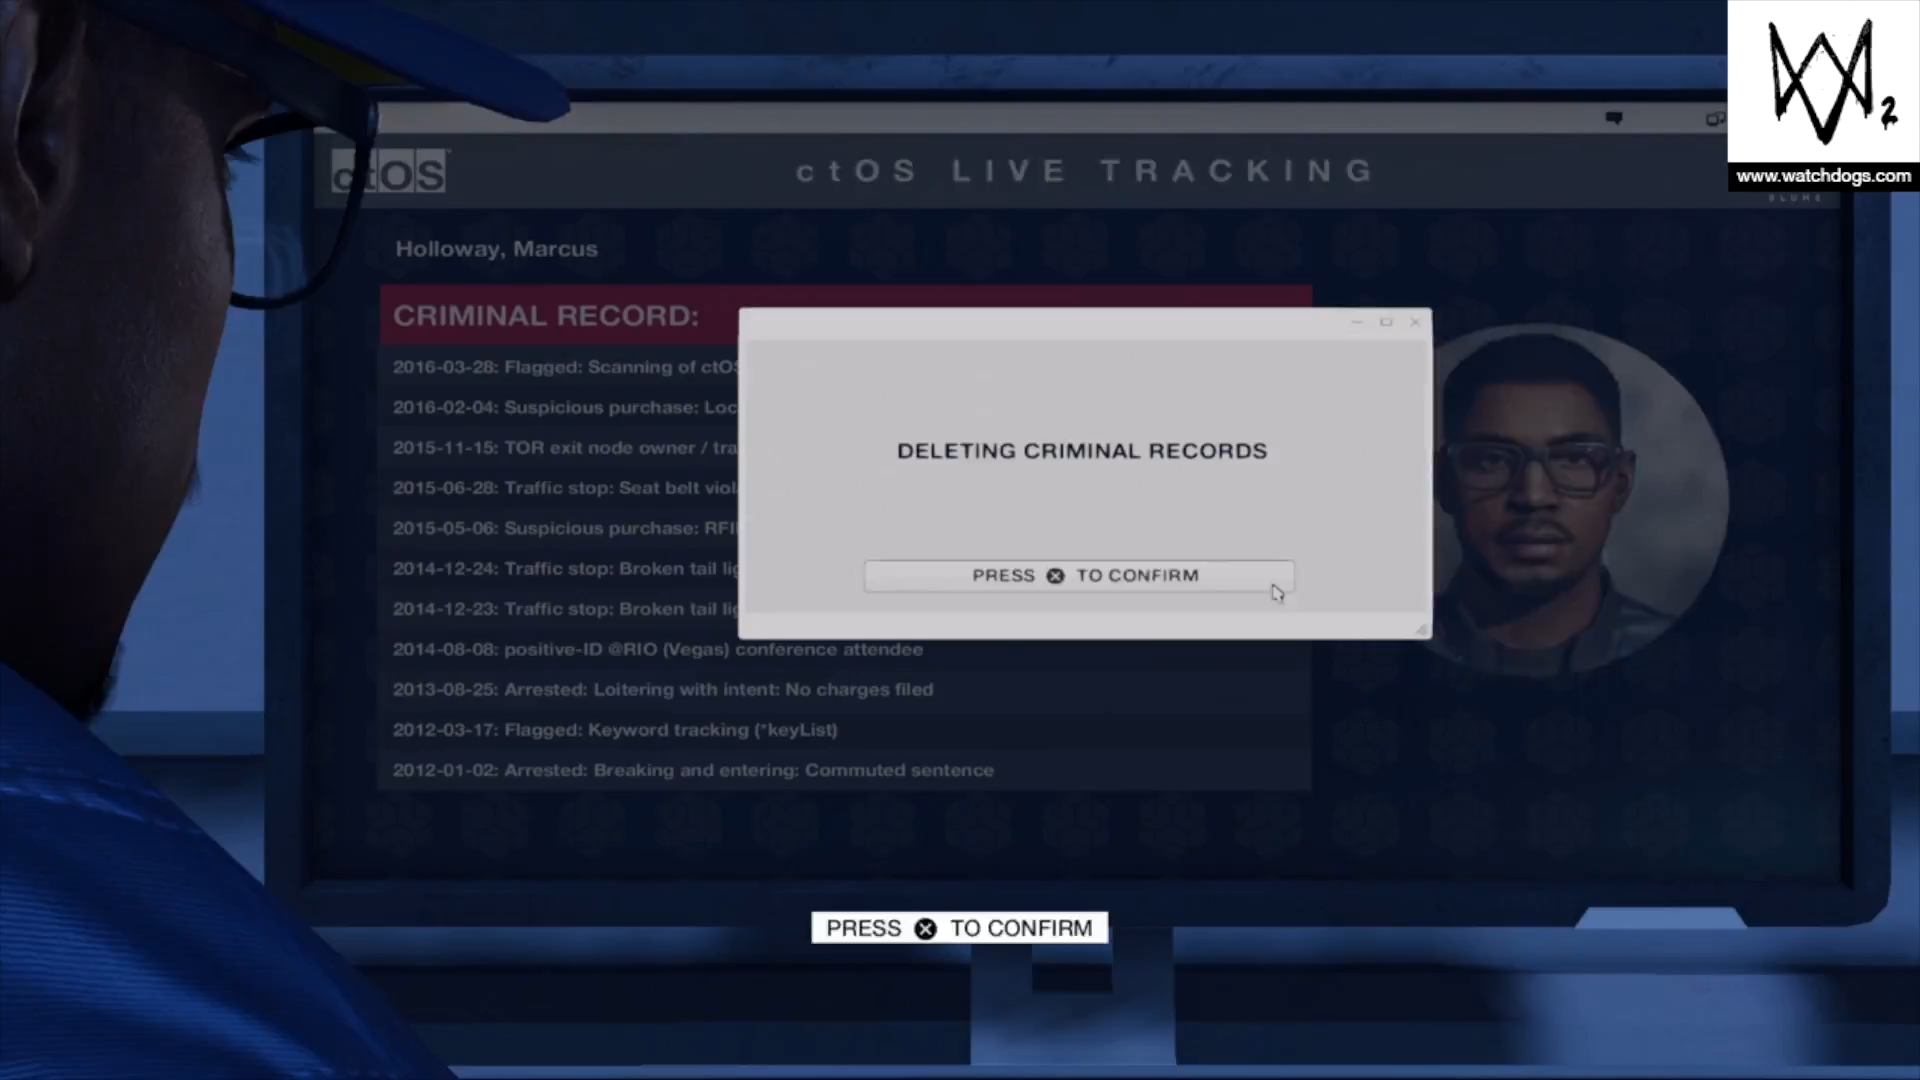 2
www.watchdogs.com
ctOS
ctOS LIVE TRACKING
BLUME
Holloway, Marcus
CRIMINAL RECORD:
2016-03-28: Flagged: Scanning of ctOS
2016-02-04: Suspicious purchase: Loc
2015-11-15: TOR exit node owner / tra
2015-06-28: Traffic stop: Seat belt viol
2015-05-06: Suspicious purchase: RFI
2014-12-24: Traffic stop: Broken tail lig
2014-12-23: Traffic stop: Broken tail lig
2014-08-08: positive-ID @RIO (Vegas) conference attendee
2013-08-25: Arrested: Loitering with intent: No charges filed
2012-03-17: Flagged: Keyword tracking (*keyList)
2012-01-02: Arrested: Breaking and entering: Commuted sentence
DELETING CRIMINAL RECORDS
PRESS X TO CONFIRM
PRESS X TO CONFIRM